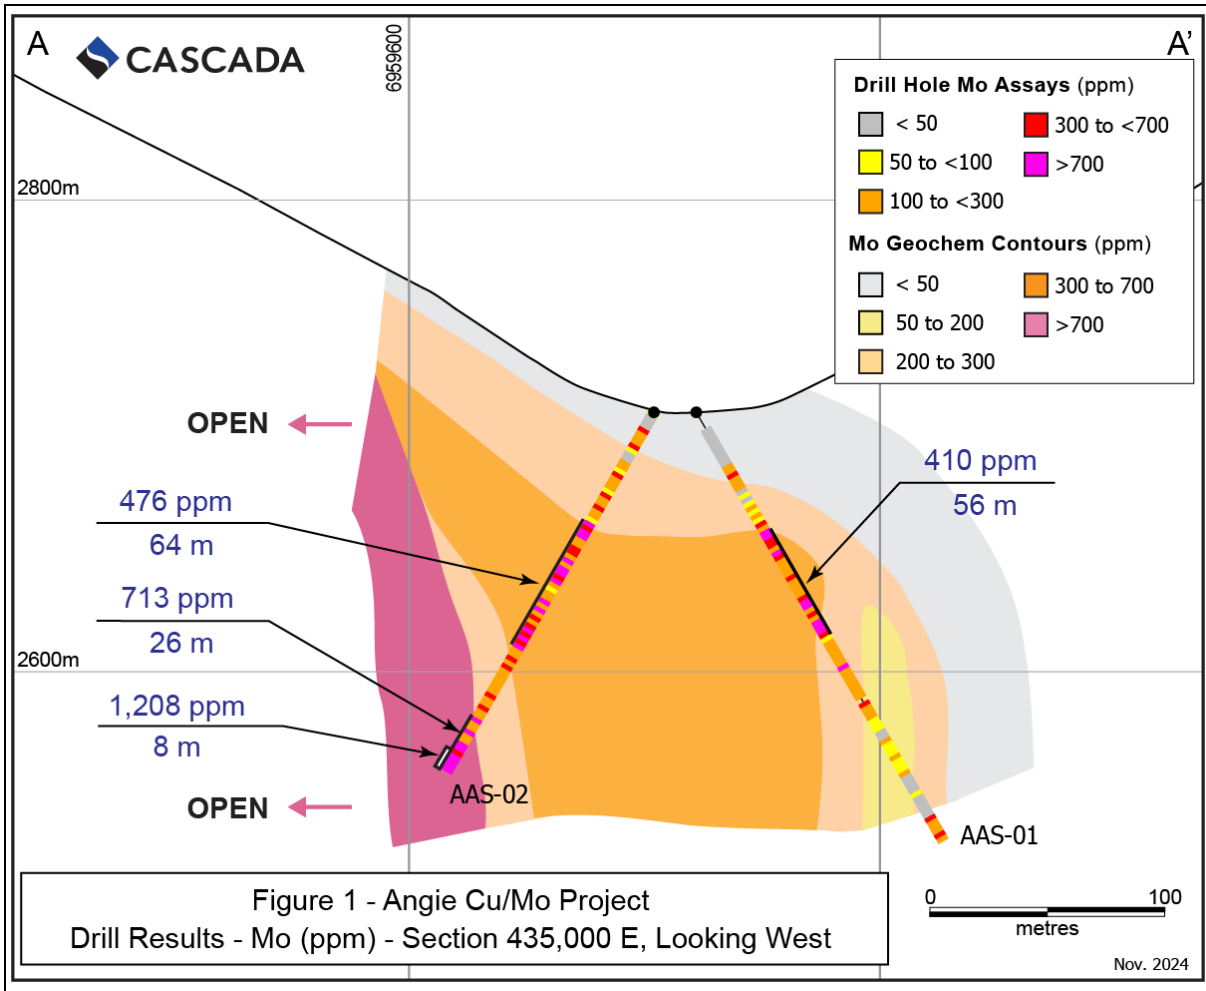 A
CASCADA
6959600
A'
Drill Hole Mo Assays (ppm)
< 50
300 to <700
50 to <100
>700
100 to <300
Mo Geochem Contours (ppm)
< 50
300 to 700
50 to 200
>700
200 to 300
2800m
OPEN
410 ppm
56 m
476 ppm
64 m
713 ppm
26 m
2600m
1,208 ppm
8 m
AAS-02
OPEN
AAS-01
Figure 1 - Angie Cu/Mo Project
Drill Results - Mo (ppm) - Section 435,000 E, Looking West
0 100
metres
Nov. 2024